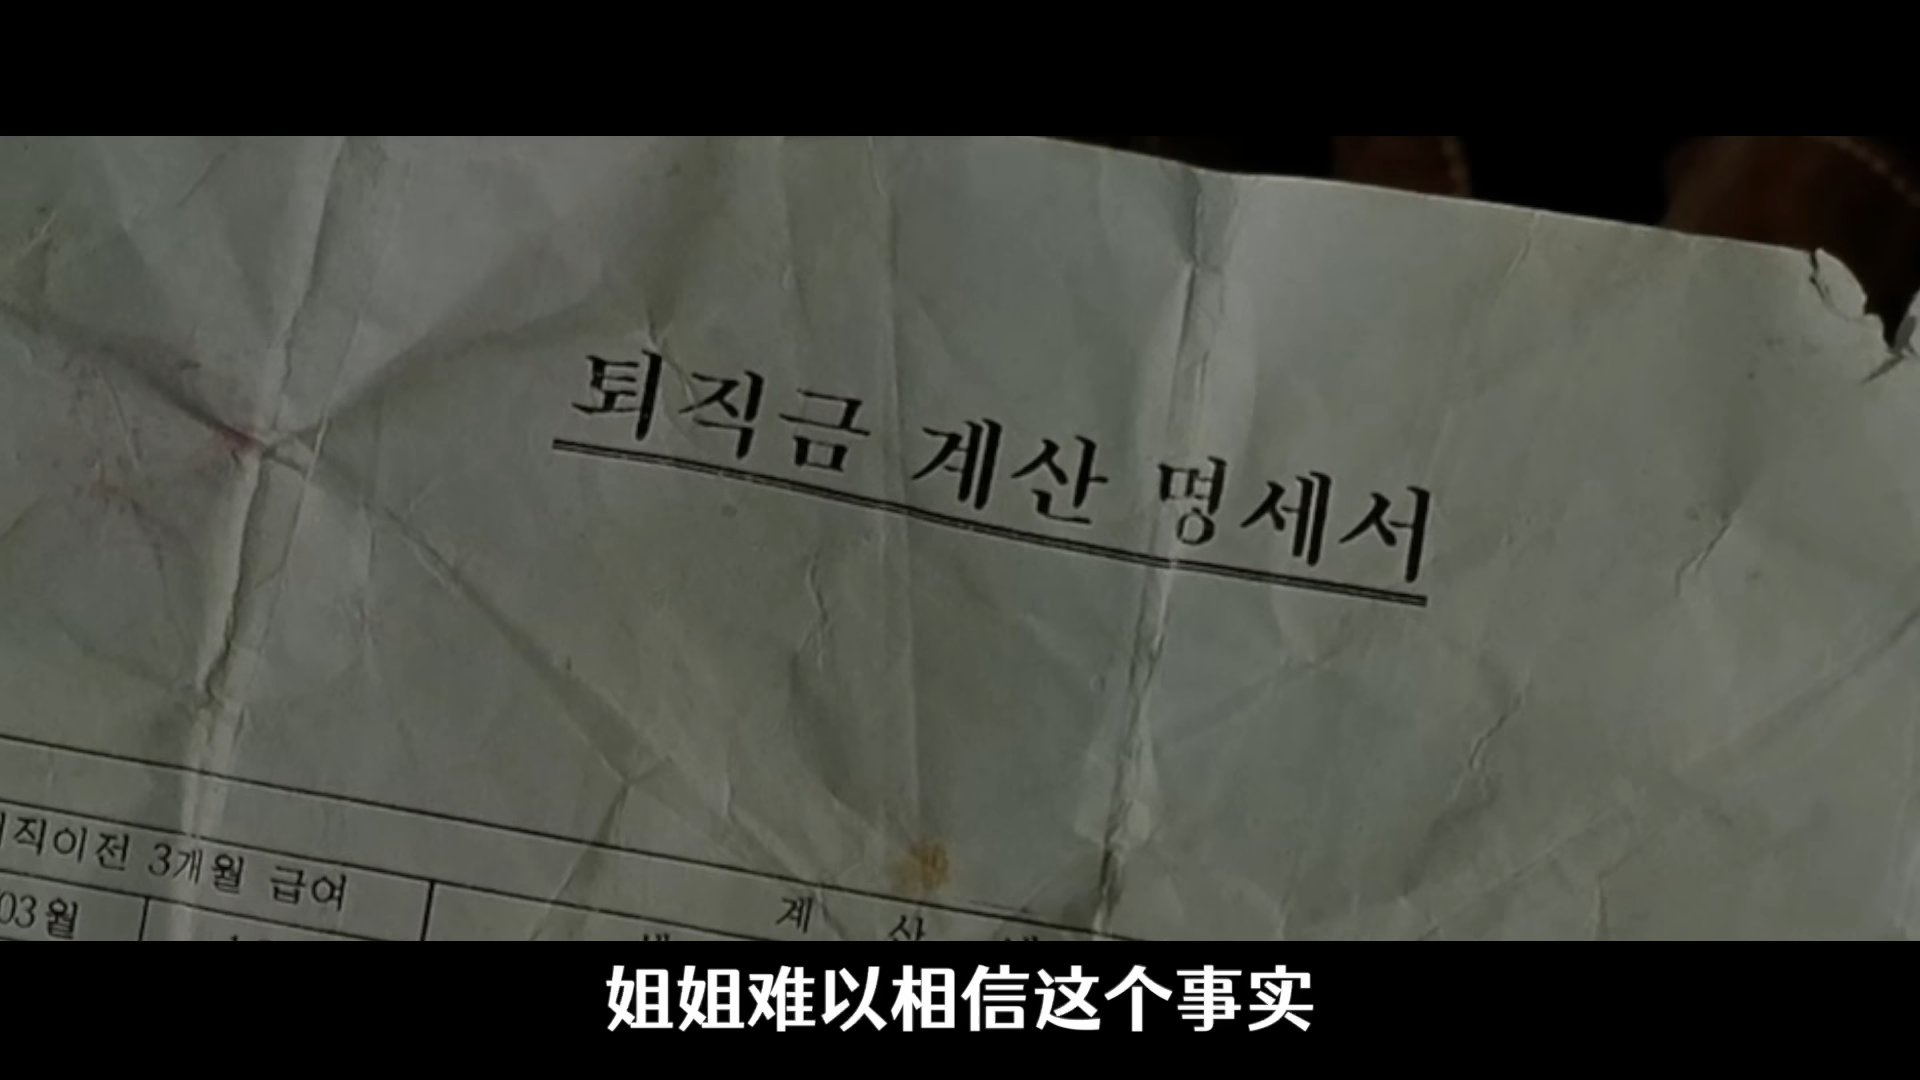 퇴직금 계산 명세서
직이전 3개월 급여
03월
계 산
姐姐难以相信这个事实